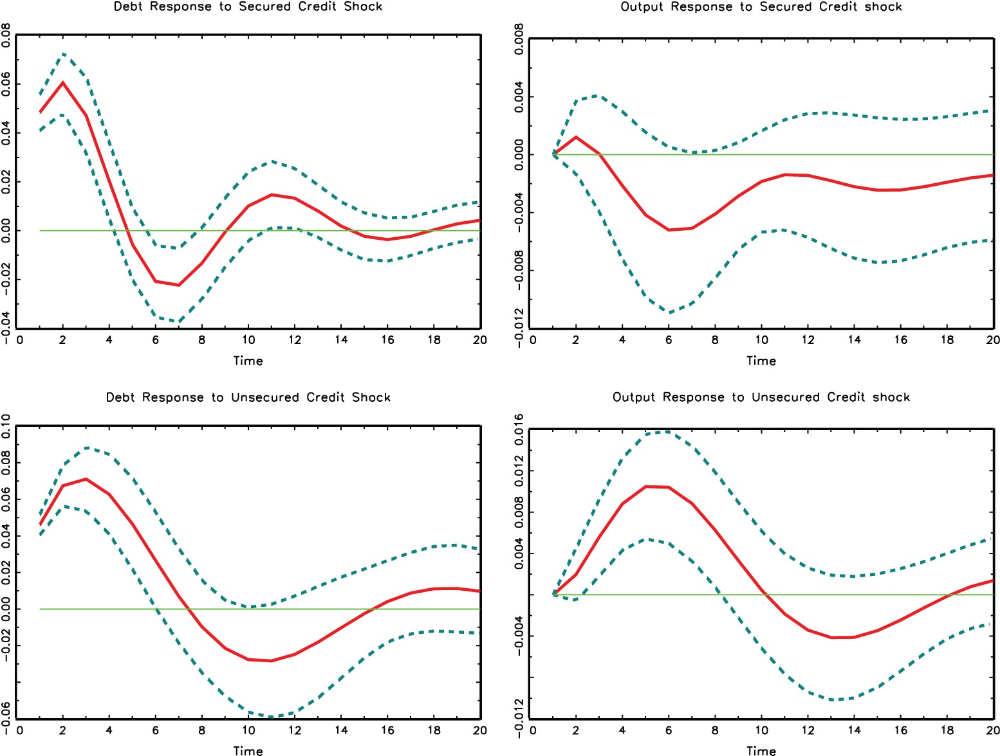 Debt Response to Secured Credit Shock
0.08
0.06
0.04
0.02
0.00
−0.02
−0.04
0 2 4 6 8 10 12 14 16 18 20
Time
Output Response to Secured Credit shock
0.008
0.004
0.000
−0.004
−0.008
−0.012
0 2 4 6 8 10 12 14 16 18 20
Time
Debt Response to Unsecured Credit Shock
0.10
0.08
0.06
0.04
0.02
0.00
−0.02
−0.06
0 2 4 6 8 10 12 14 16 18 20
Time
Output Response to Unsecured Credit shock
0.016
0.012
0.008
0.004
−0.004
−0.012
0 2 4 6 8 10 12 14 16 18 20
Time